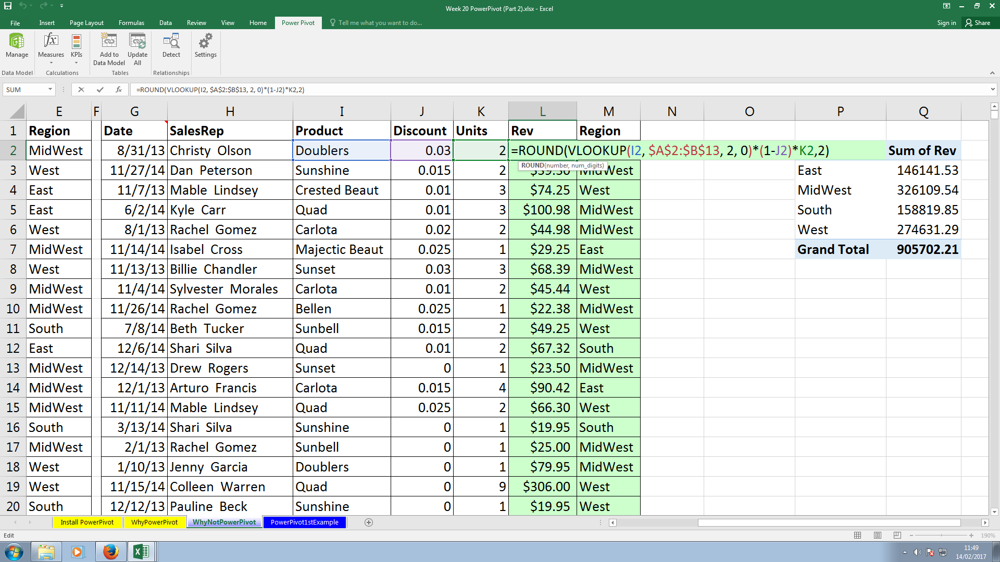 Week 20 PowerPivot (Part 2).xlsx - Excel
File Insert Page Layout Formulas Data Review View Home Power Pivot Tell me what you want to do... Sign in Share
Manage Measures KPIs Add to Data Model Update All Detect Settings
Data Model Calculations Tables Relationships
SUM fx =ROUND(VLOOKUP(I2, $A$2:$B$13, 2, 0)*(1-J2)*K2,2)
E F G H I J K L M N O P Q
1 Region Date SalesRep Product Discount Units Rev Region
2 MidWest 8/31/13 Christy Olson Doublers 0.03 2 =ROUND(VLOOKUP(I2, $A$2:$B$13, 2, 0)*(1-J2)*K2,2) Sum of Rev
ROUND(number, num_digits)
3 West 11/27/14 Dan Peterson Sunshine 0.015 2 MidWest East 146141.53
4 East 11/7/13 Mable Lindsey Crested Beaut 0.01 3 $74.25 West MidWest 326109.54
5 East 6/2/14 Kyle Carr Quad 0.01 3 $100.98 MidWest South 158819.85
6 West 8/1/13 Rachel Gomez Carlota 0.02 2 $44.98 MidWest West 274631.29
7 MidWest 11/14/14 Isabel Cross Majectic Beaut 0.025 1 $29.25 East Grand Total 905702.21
8 West 11/13/13 Billie Chandler Sunset 0.03 3 $68.39 MidWest
9 MidWest 11/4/14 Sylvester Morales Carlota 0.01 2 $45.44 West
10 MidWest 11/26/14 Rachel Gomez Bellen 0.025 1 $22.38 MidWest
11 South 7/8/14 Beth Tucker Sunbell 0.015 2 $49.25 West
12 East 12/6/14 Shari Silva Quad 0.01 2 $67.32 South
13 MidWest 12/14/13 Drew Rogers Sunset 0 1 $23.50 MidWest
14 MidWest 12/1/13 Arturo Francis Carlota 0.015 4 $90.42 East
15 MidWest 11/11/14 Mable Lindsey Quad 0.025 2 $66.30 West
16 South 3/13/14 Shari Silva Sunshine 0 1 $19.95 South
17 MidWest 2/1/13 Rachel Gomez Sunbell 0 1 $25.00 MidWest
18 West 1/10/13 Jenny Garcia Doublers 0 1 $79.95 MidWest
19 West 11/15/14 Colleen Warren Quad 0 9 $306.00 West
20 South 12/12/13 Pauline Beck Sunshine 0 1 $19.95 West
Install PowerPivot WhyPowerPivot WhyNotPowerPivot PowerPivot1stExample
Edit 190%
11:49
14/02/2017